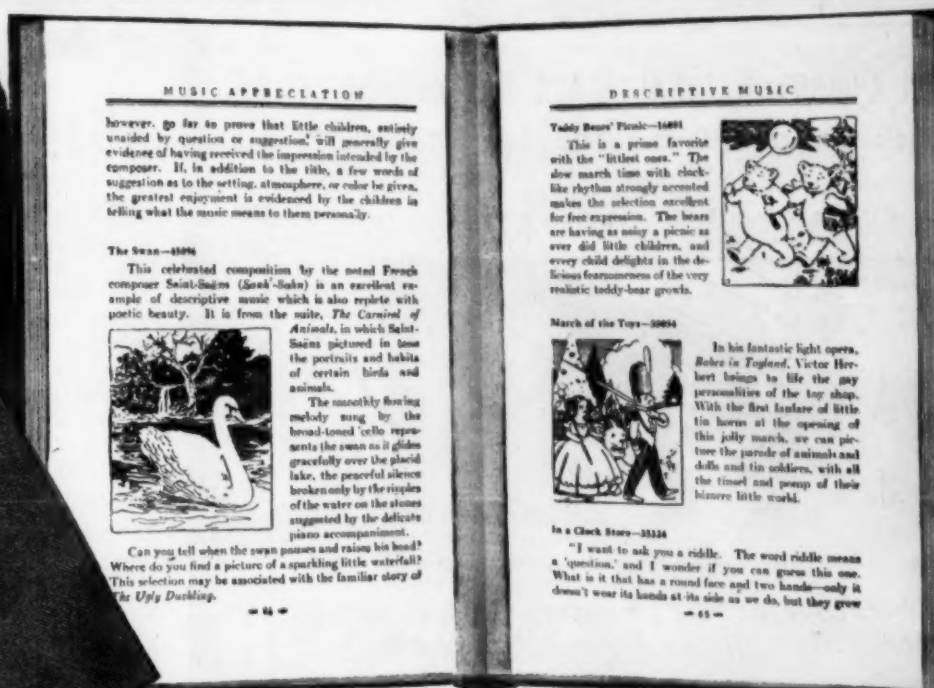 MUSIC APPRECIATION
however, go far to prove that little children, entirely
unaided by question or suggestion, will generally give
evidence of having received the impression intended by the
composer. If, in addition to the title, a few words of
suggestion as to the setting, atmosphere, or color be given,
the greatest enjoyment is evidenced by the children in
telling what the music means to them personally.
The Swan—
This celebrated composition by the noted French
composer Saint-Saëns (Sanh'-Sahn) is an excellent ex-
ample of descriptive music which is also replete with
poetic beauty. It is from the suite, The Carnival of
Animals, in which Saint-
Saëns pictured in tone
the portraits and habits
of certain birds and
animals.
The smoothly flowing
melody sung by the
broad-toned 'cello repre-
sents the swan as it glides
gracefully over the placid
lake, the peaceful silence
broken only by the ripples
of the water on the stones
suggested by the delicate
piano accompaniment.
Can you tell when the swan pauses and raises his head?
Where do you find a picture of a sparkling little waterfall?
This selection may be associated with the familiar story of
The Ugly Duckling.
DESCRIPTIVE MUSIC
Teddy Bears' Picnic—16001
This is a prime favorite
with the "littlest ones." The
slow march time with clock-
like rhythm strongly accented
makes the selection excellent
for free expression. The bears
are having as noisy a picnic as
ever did little children, and
every child delights in the de-
licious fearsomeness of the very
realistic teddy-bear growls.
March of the Toys—55054
In his fantastic light opera,
Babes in Toyland, Victor Her-
bert brings to life the gay
personalities of the toy shop.
With the first fanfare of little
tin horns at the opening of
this jolly march, we can pic-
ture the parade of animals and
dolls and tin soldiers, with all
the tinsel and pomp of their
bizarre little world.
In a Clock Store—35324
"I want to ask you a riddle. The word riddle means
a 'question,' and I wonder if you can guess this one.
What is it that has a round face and two hands—only it
doesn't wear its hands at its side as we do, but they grow
— 65 —